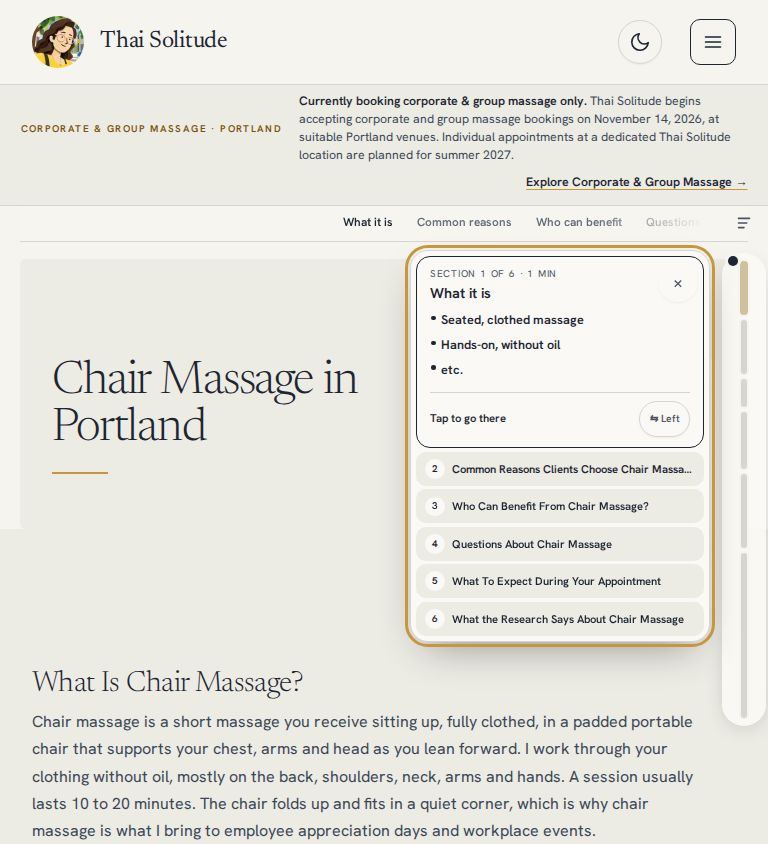 Thai Solitude
CORPORATE & GROUP MASSAGE · PORTLAND
Currently booking corporate & group massage only. Thai Solitude begins
accepting corporate and group massage bookings on November 14, 2026, at
suitable Portland venues. Individual appointments at a dedicated Thai Solitude
location are planned for summer 2027.
Explore Corporate & Group Massage →
What it is
Common reasons
Who can benefit
Questions
Chair Massage in
Portland
SECTION 1 OF 6 · 1 MIN
What it is
• Seated, clothed massage
• Hands-on, without oil
• etc.
Tap to go there
⇆ Left
2 Common Reasons Clients Choose Chair Massa...
3 Who Can Benefit From Chair Massage?
4 Questions About Chair Massage
5 What To Expect During Your Appointment
6 What the Research Says About Chair Massage
What Is Chair Massage?
Chair massage is a short massage you receive sitting up, fully clothed, in a padded portable
chair that supports your chest, arms and head as you lean forward. I work through your
clothing without oil, mostly on the back, shoulders, neck, arms and hands. A session usually
lasts 10 to 20 minutes. The chair folds up and fits in a quiet corner, which is why chair
massage is what I bring to employee appreciation days and workplace events.